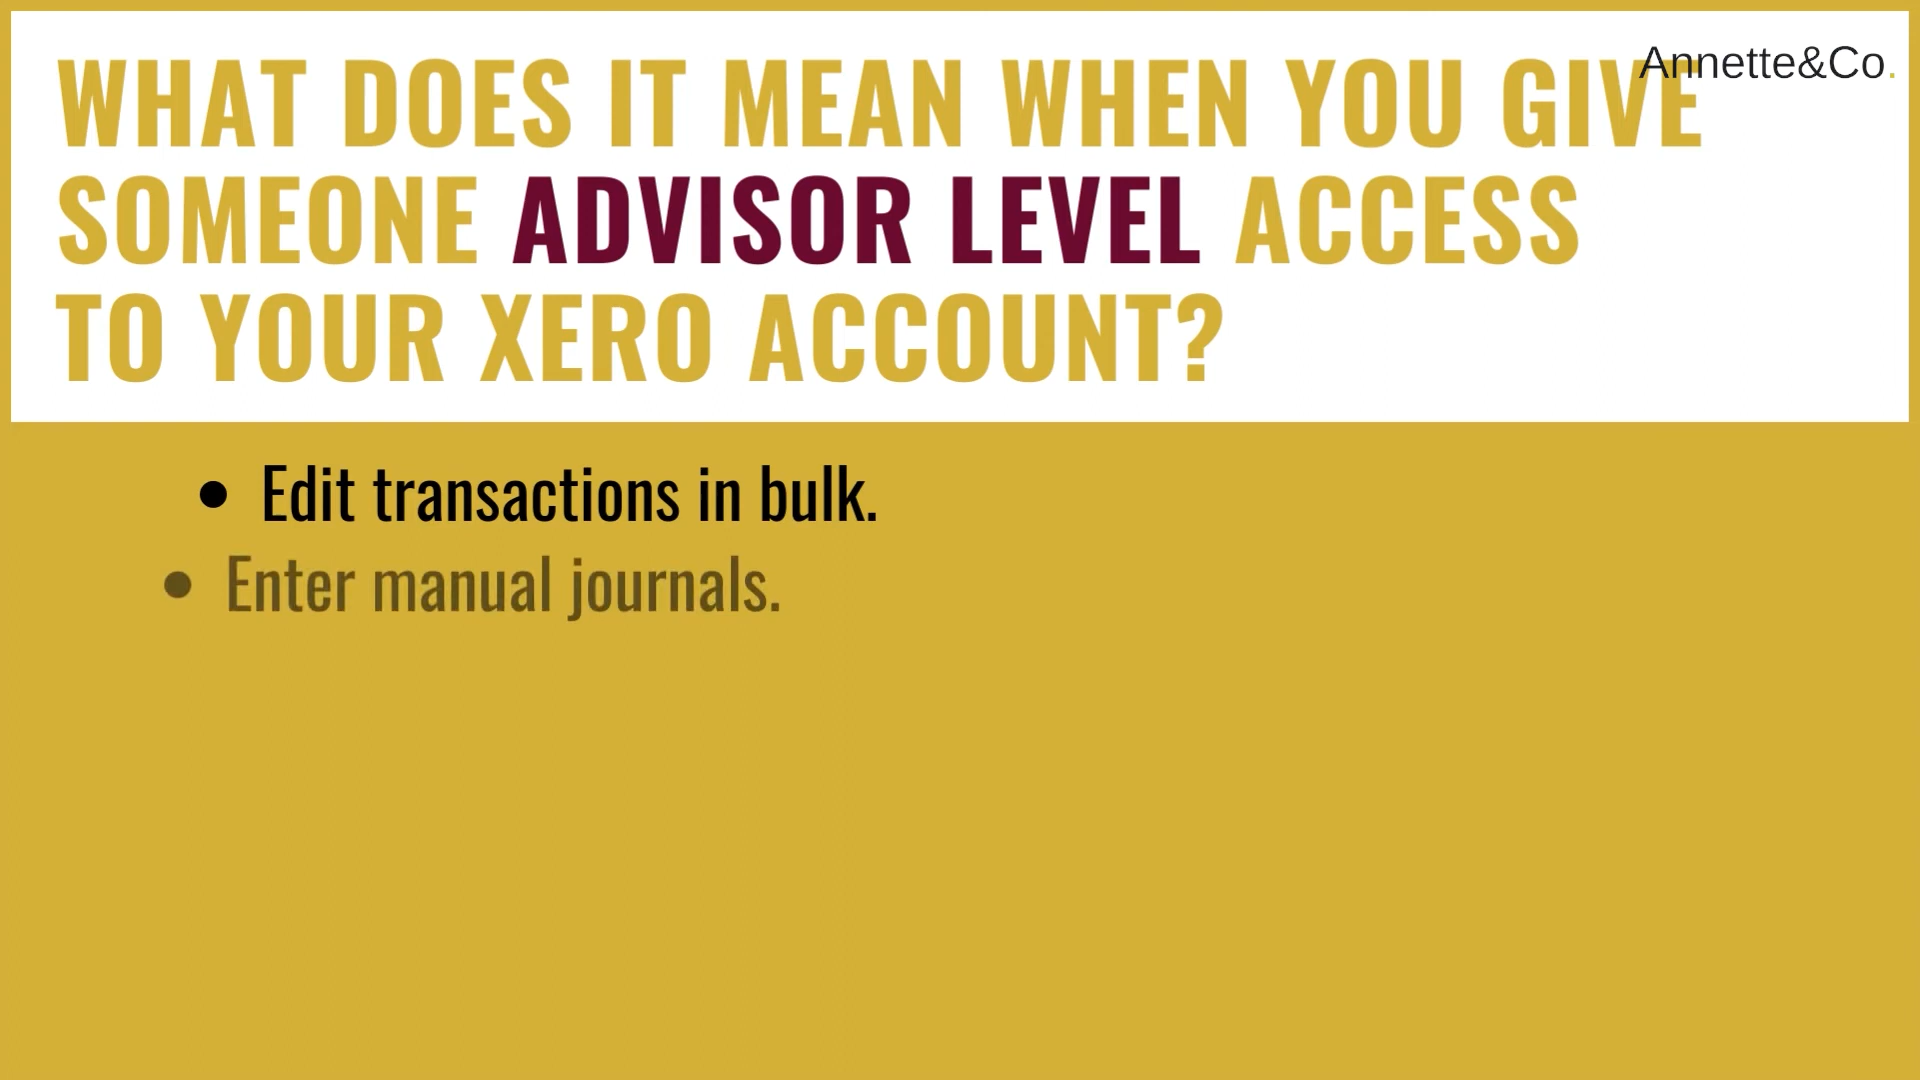 Annette&Co.
WHAT DOES IT MEAN WHEN YOU GIVE
SOMEONE ADVISOR LEVEL ACCESS
TO YOUR XERO ACCOUNT?
• Edit transactions in bulk.
• Enter manual journals.